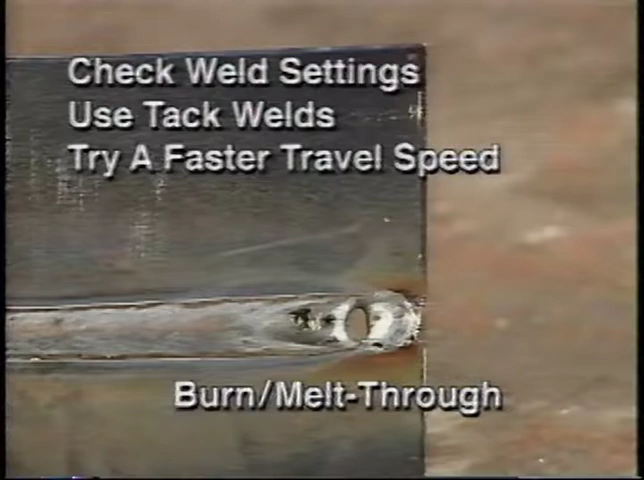 Check Weld Settings
Use Tack Welds
Try A Faster Travel Speed
Burn/Melt-Through